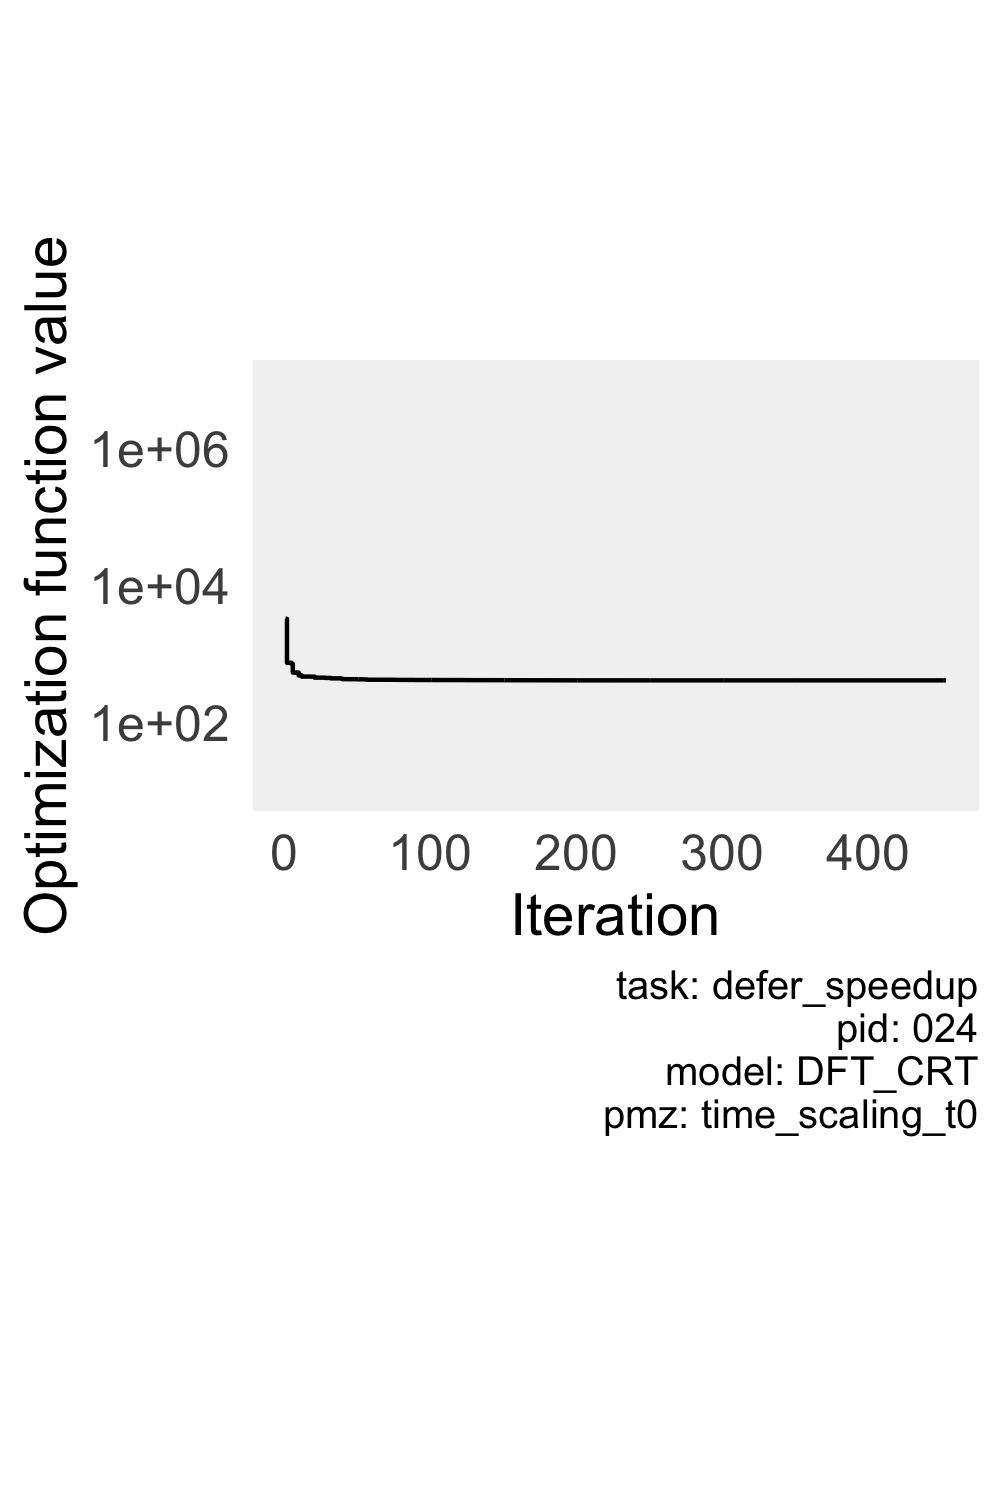 Optimization function value
1e+06
1e+04
1e+02
0 100 200 300 400
Iteration
task: defer_speedup
pid: 024
model: DFT_CRT
pmz: time_scaling_t0